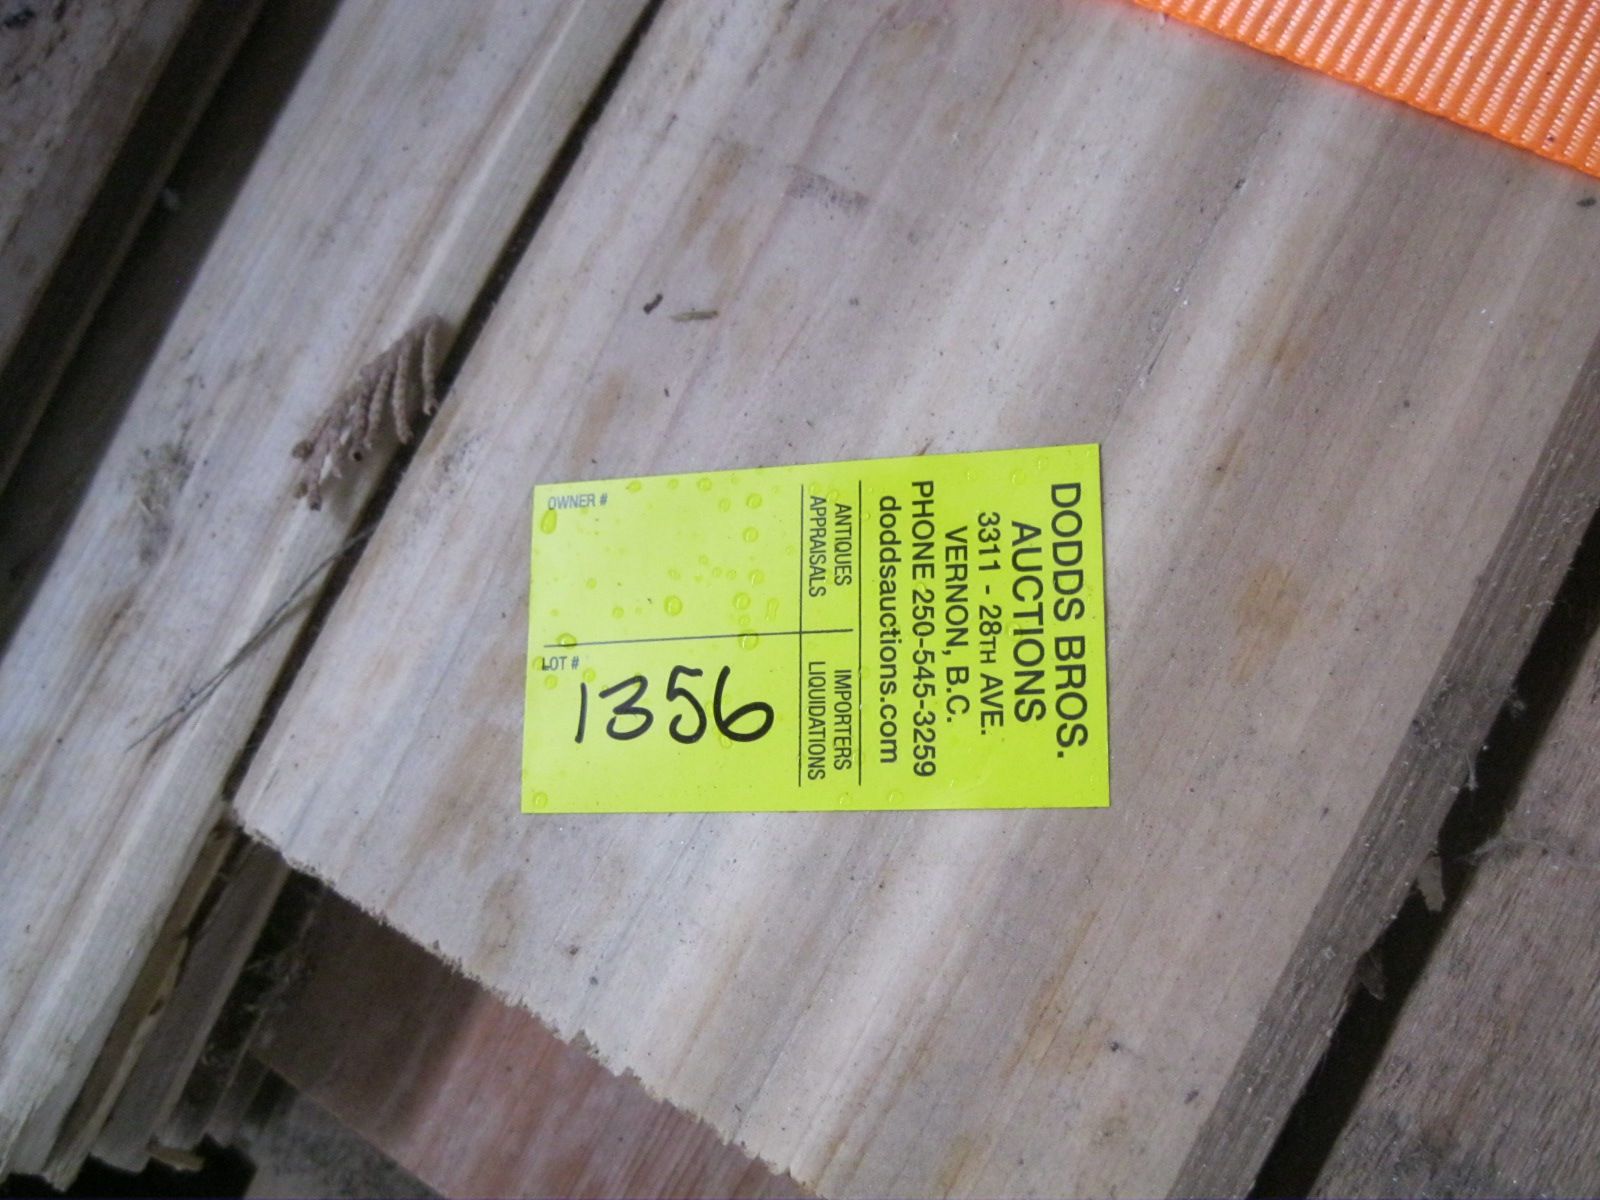 DODDS BROS.
AUCTIONS
3311 - 28TH AVE.
VERNON, B.C.
PHONE 250-545-3259
doddsauctions.com
ANTIQUES IMPORTERS
APPRAISALS LIQUIDATIONS
OWNER # LOT #
1356